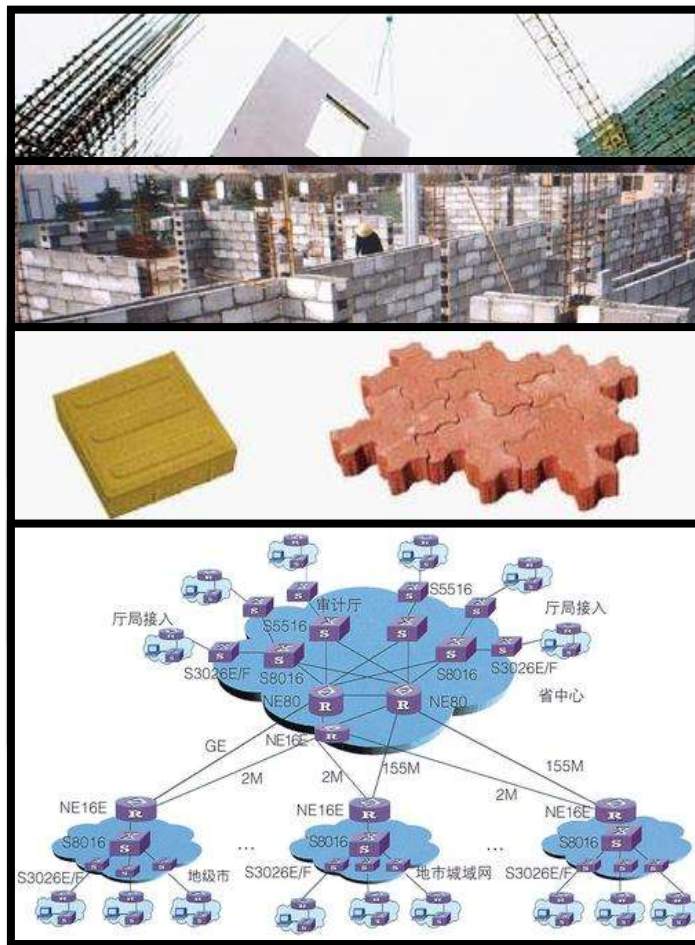 S5516
厅局接入
审计厅
S5516
厅局接入
S3026E/F
S8016
S8016
S3026E/F
NE80
R
R
NE80
省中心
GE
NE16E
R
2M
2M
155M
2M
155M
NE16E
R
NE16E
R
NE16E
R
S8016
S8016
S8016
...
...
S3026E/F
地级市
S3026E/F
地市城域网
S3026E/F